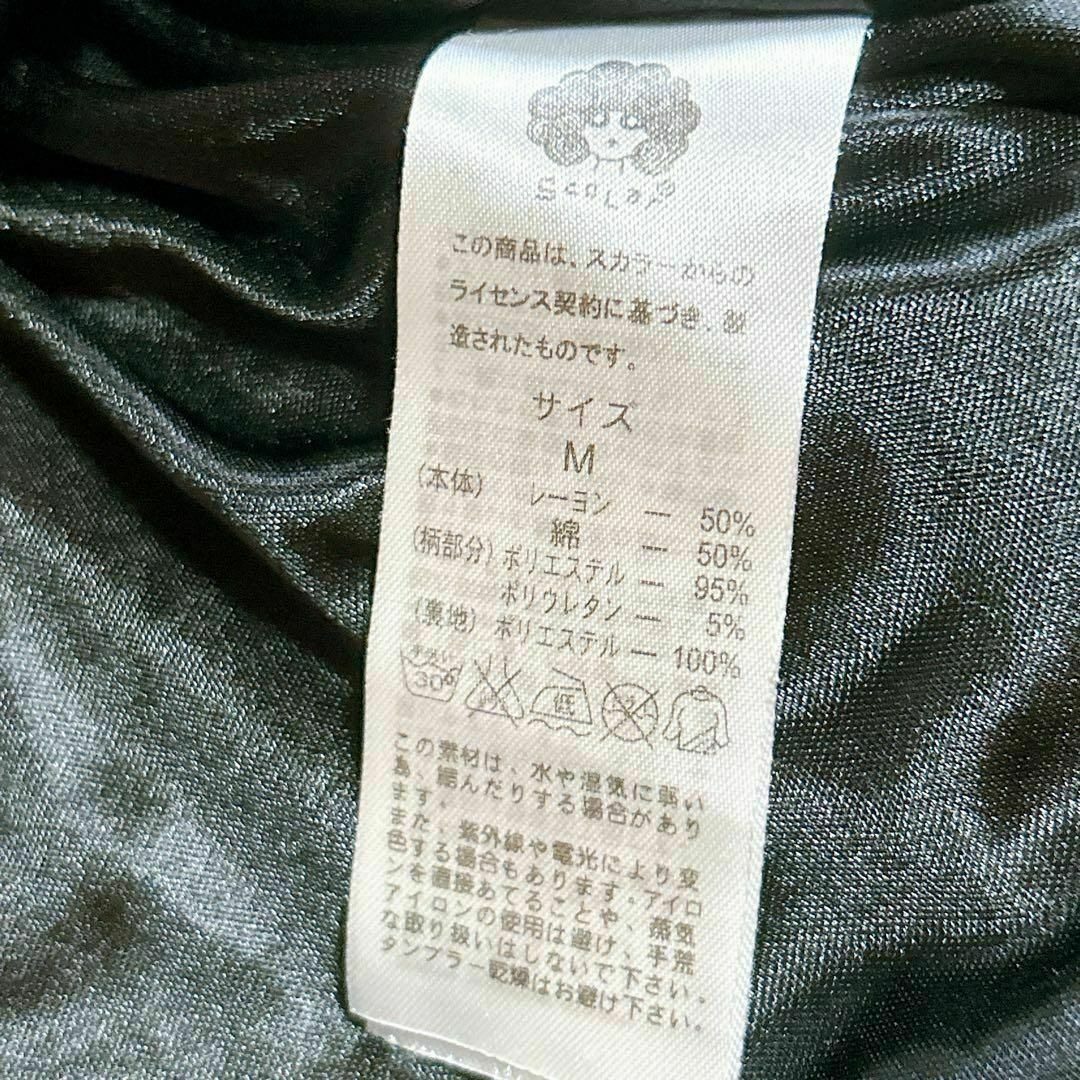 ScoLar
この商品は、スカラーからの
ライセンス契約に基づき、製
造されたものです。
サイズ
M
(本体) レーヨン — 50%
綿 — 50%
(柄部分) ポリエステル — 95%
ポリウレタン — 5%
(裏地) ポリエステル — 100%
手洗い 30° 低
この素材は、水や湿気に弱い
為、縮んだりする場合があり
ます。
また、紫外線や電光により変
色する場合もあります。アイロ
ンを直接あてることや、蒸気
アイロンの使用は避け、手荒
な取り扱いはしないで下さい。
タンブラー乾燥はお避け下さい。